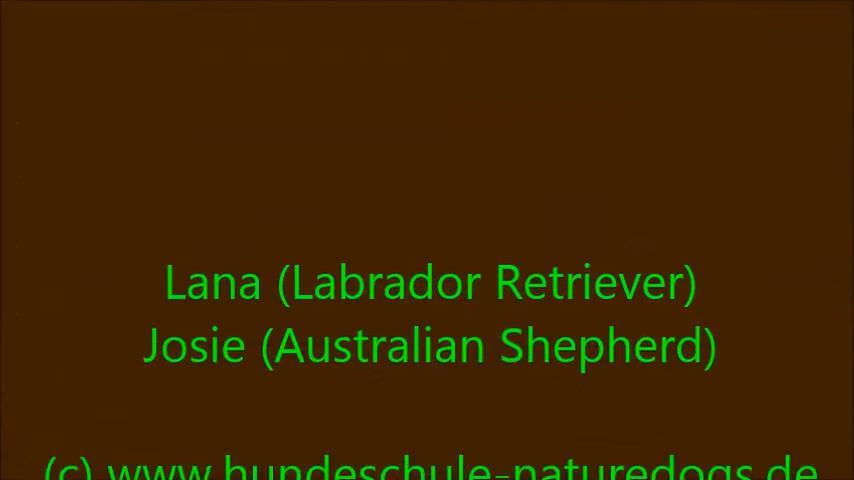 Lana (Labrador Retriever)
Josie (Australian Shepherd)
(c) www.hundeschule-naturedogs.de